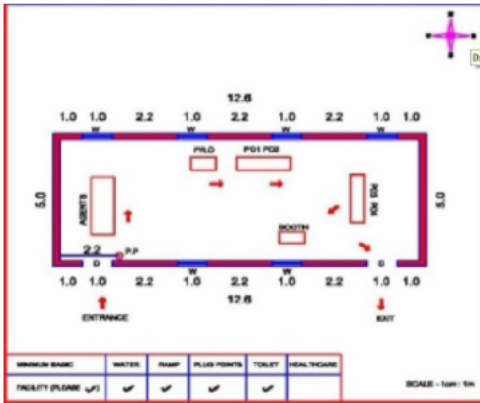 12.6
1.0 1.0 2.2 1.0 2.2 1.0 2.2 1.0 1.0
W W W W
PRLO PO1 PO2
5.0 AGENTS PO3 PO4 5.0
BOOTH
2.2 P.P
D W W D
1.0 1.0 2.2 1.0 2.2 1.0 2.2 1.0 1.0
12.6
ENTRANCE EXIT
MINIMUM BASIC WATER RAMP PLUG POINTS TOILET HEALTHCARE
FACILITY (PLEASE ✓) ✓ ✓ ✓ ✓
SCALE - 1cm : 1m